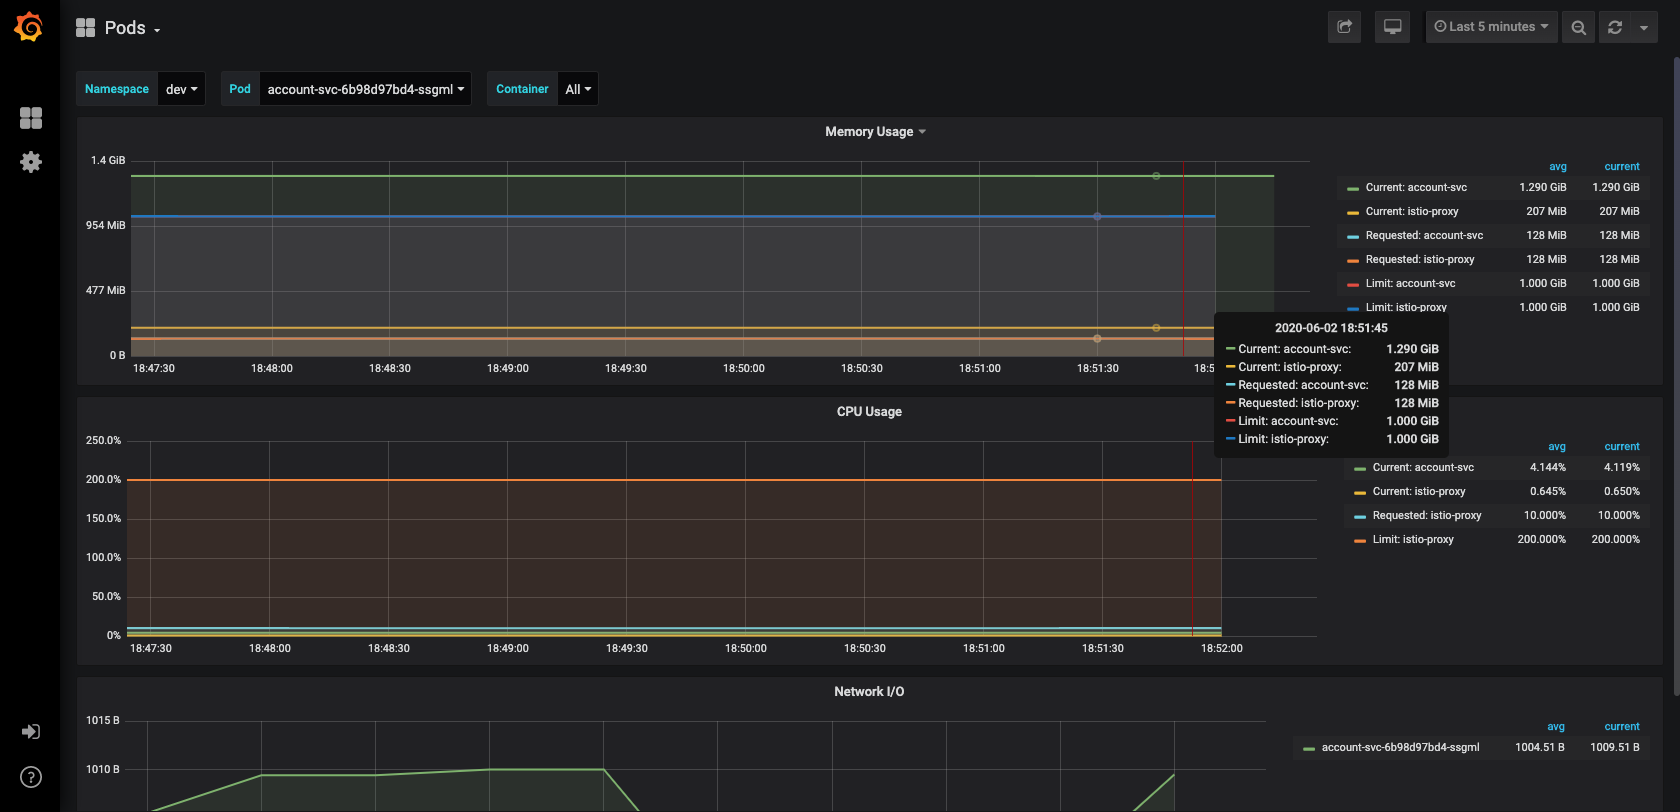 Pods
Last 5 minutes
Namespace dev Pod account-svc-6b98d97bd4-ssgml Container All
Memory Usage
1.4 GiB
954 MiB
477 MiB
0 B
18:47:30 18:48:00 18:48:30 18:49:00 18:49:30 18:50:00 18:50:30 18:51:00 18:51:30 18:5
avg current
Current: account-svc 1.290 GiB 1.290 GiB
Current: istio-proxy 207 MiB 207 MiB
Requested: account-svc 128 MiB 128 MiB
Requested: istio-proxy 128 MiB 128 MiB
Limit: account-svc 1.000 GiB 1.000 GiB
Limit: istio-proxy 1.000 GiB 1.000 GiB
2020-06-02 18:51:45
Current: account-svc: 1.290 GiB
Current: istio-proxy: 207 MiB
Requested: account-svc: 128 MiB
Requested: istio-proxy: 128 MiB
Limit: account-svc: 1.000 GiB
Limit: istio-proxy: 1.000 GiB
CPU Usage
250.0%
200.0%
150.0%
100.0%
50.0%
0%
18:47:30 18:48:00 18:48:30 18:49:00 18:49:30 18:50:00 18:50:30 18:51:00 18:51:30 18:52:00
avg current
Current: account-svc 4.144% 4.119%
Current: istio-proxy 0.645% 0.650%
Requested: istio-proxy 10.000% 10.000%
Limit: istio-proxy 200.000% 200.000%
Network I/O
1015 B
1010 B
avg current
account-svc-6b98d97bd4-ssgml 1004.51 B 1009.51 B